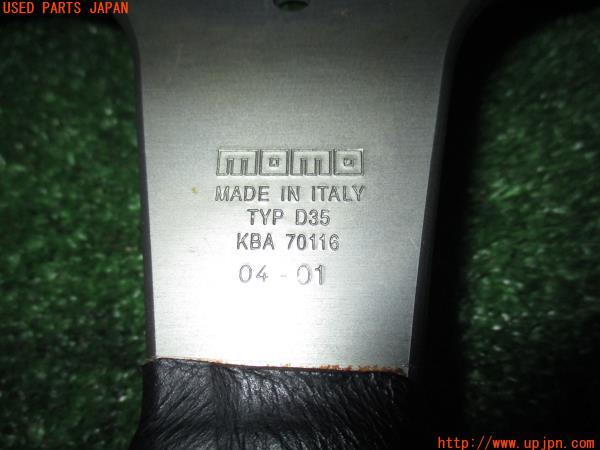 USED PARTS JAPAN
momo
MADE IN ITALY
TYP D35
KBA 70116
04-01
http://www.upjpn.com/